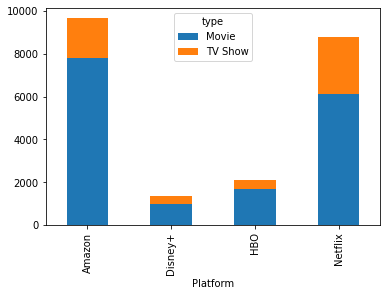 type
Movie
TV Show
10000
8000
6000
4000
2000
0
Amazon
Disney+
HBO
Netflix
Platform